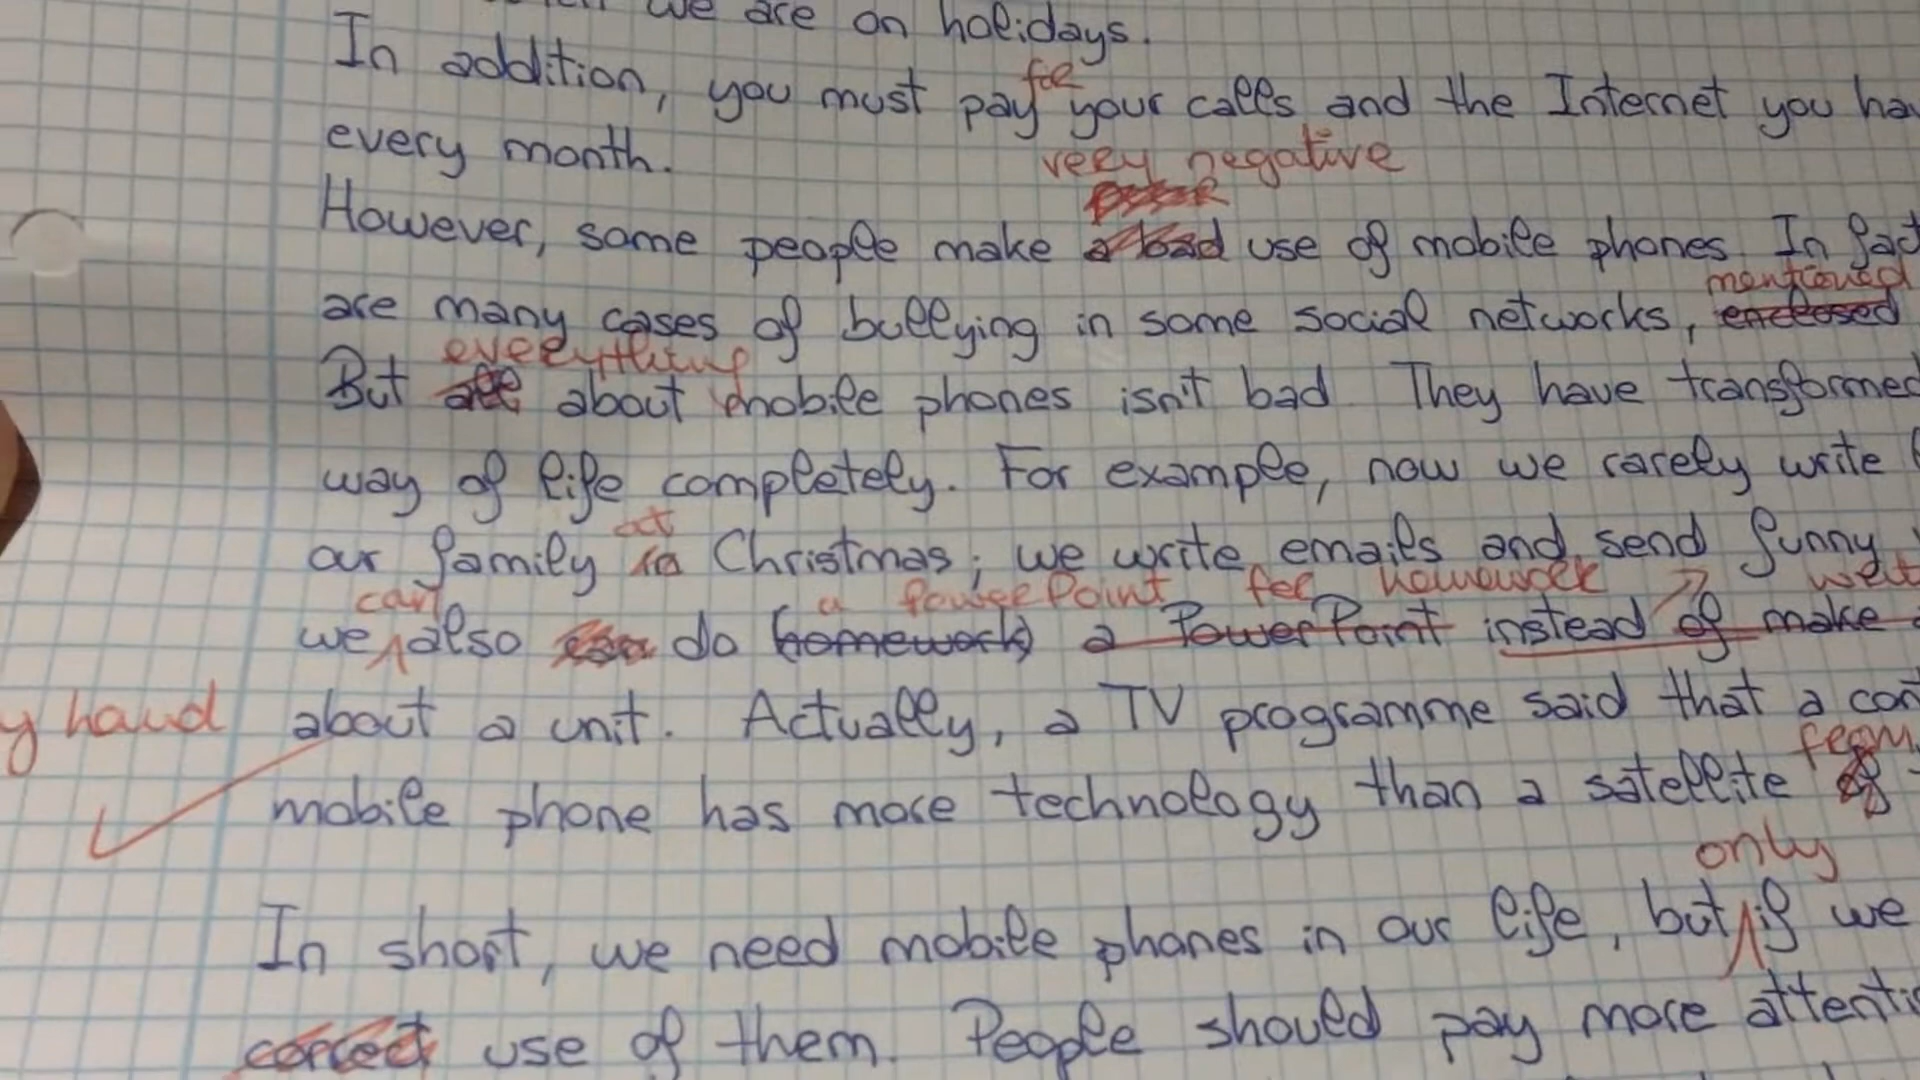 we are on holidays.
In addition, you must pay your calls and the Internet you ha
for
every month.
very negative
However, some people make a bad use of mobile phones. In fact
mentioned
are many cases of bullying in some social networks, enclosed
everything
But all about mobile phones isn't bad. They have transformed
way of life completely. For example, now we rarely write
at
our family in Christmas; we write emails and send funny
can a PowerPoint for homework
we also do (homework) a PowerPoint instead of make
y hand about a unit. Actually, a TV programme said that a con
from
mobile phone has more technology than a satellite of
only
In short, we need mobile phones in our life, but if we
correct use of them. People should pay more attentio